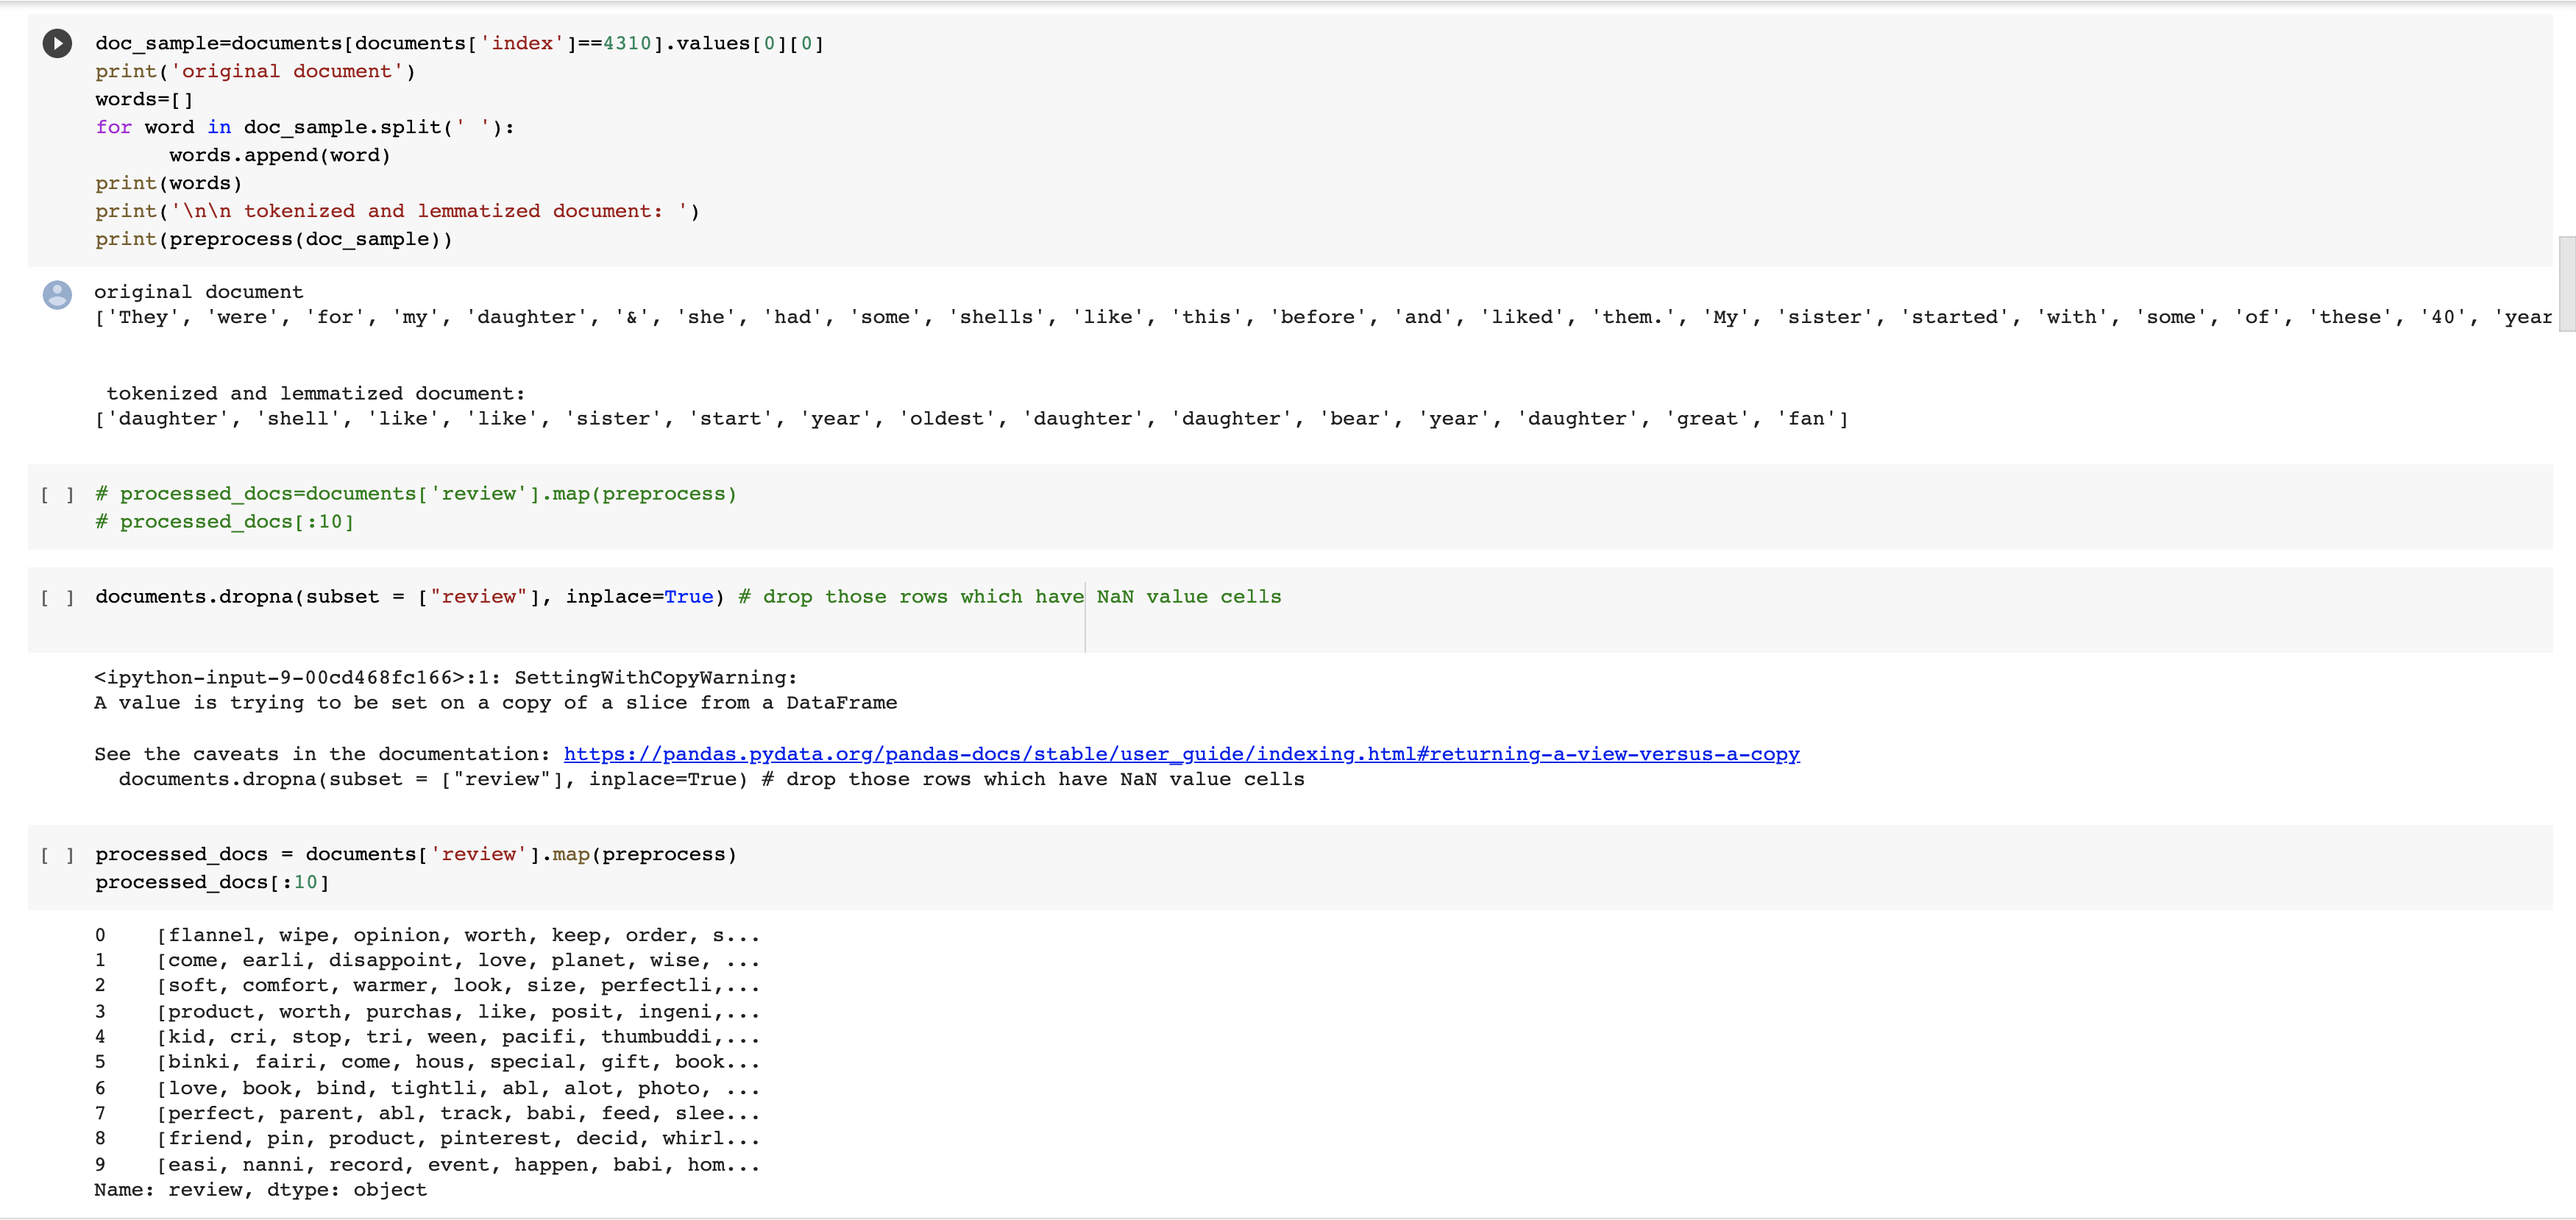 doc_sample=documents[documents['index']==4310].values[0][0]
print('original document')
words=[]
for word in doc_sample.split(' '):
      words.append(word)
print(words)
print('\n\n tokenized and lemmatized document: ')
print(preprocess(doc_sample))
original document
['They', 'were', 'for', 'my', 'daughter', '&', 'she', 'had', 'some', 'shells', 'like', 'this', 'before', 'and', 'liked', 'them.', 'My', 'sister', 'started', 'with', 'some', 'of', 'these', '40', 'year
 tokenized and lemmatized document:
['daughter', 'shell', 'like', 'like', 'sister', 'start', 'year', 'oldest', 'daughter', 'daughter', 'bear', 'year', 'daughter', 'great', 'fan']
[ ] # processed_docs=documents['review'].map(preprocess)
# processed_docs[:10]
[ ] documents.dropna(subset = ["review"], inplace=True) # drop those rows which have NaN value cells
<ipython-input-9-00cd468fc166>:1: SettingWithCopyWarning:
A value is trying to be set on a copy of a slice from a DataFrame
See the caveats in the documentation: https://pandas.pydata.org/pandas-docs/stable/user_guide/indexing.html#returning-a-view-versus-a-copy
  documents.dropna(subset = ["review"], inplace=True) # drop those rows which have NaN value cells
[ ] processed_docs = documents['review'].map(preprocess)
processed_docs[:10]
0    [flannel, wipe, opinion, worth, keep, order, s...
1    [come, earli, disappoint, love, planet, wise, ...
2    [soft, comfort, warmer, look, size, perfectli,...
3    [product, worth, purchas, like, posit, ingeni,...
4    [kid, cri, stop, tri, ween, pacifi, thumbuddi,...
5    [binki, fairi, come, hous, special, gift, book...
6    [love, book, bind, tightli, abl, alot, photo, ...
7    [perfect, parent, abl, track, babi, feed, slee...
8    [friend, pin, product, pinterest, decid, whirl...
9    [easi, nanni, record, event, happen, babi, hom...
Name: review, dtype: object